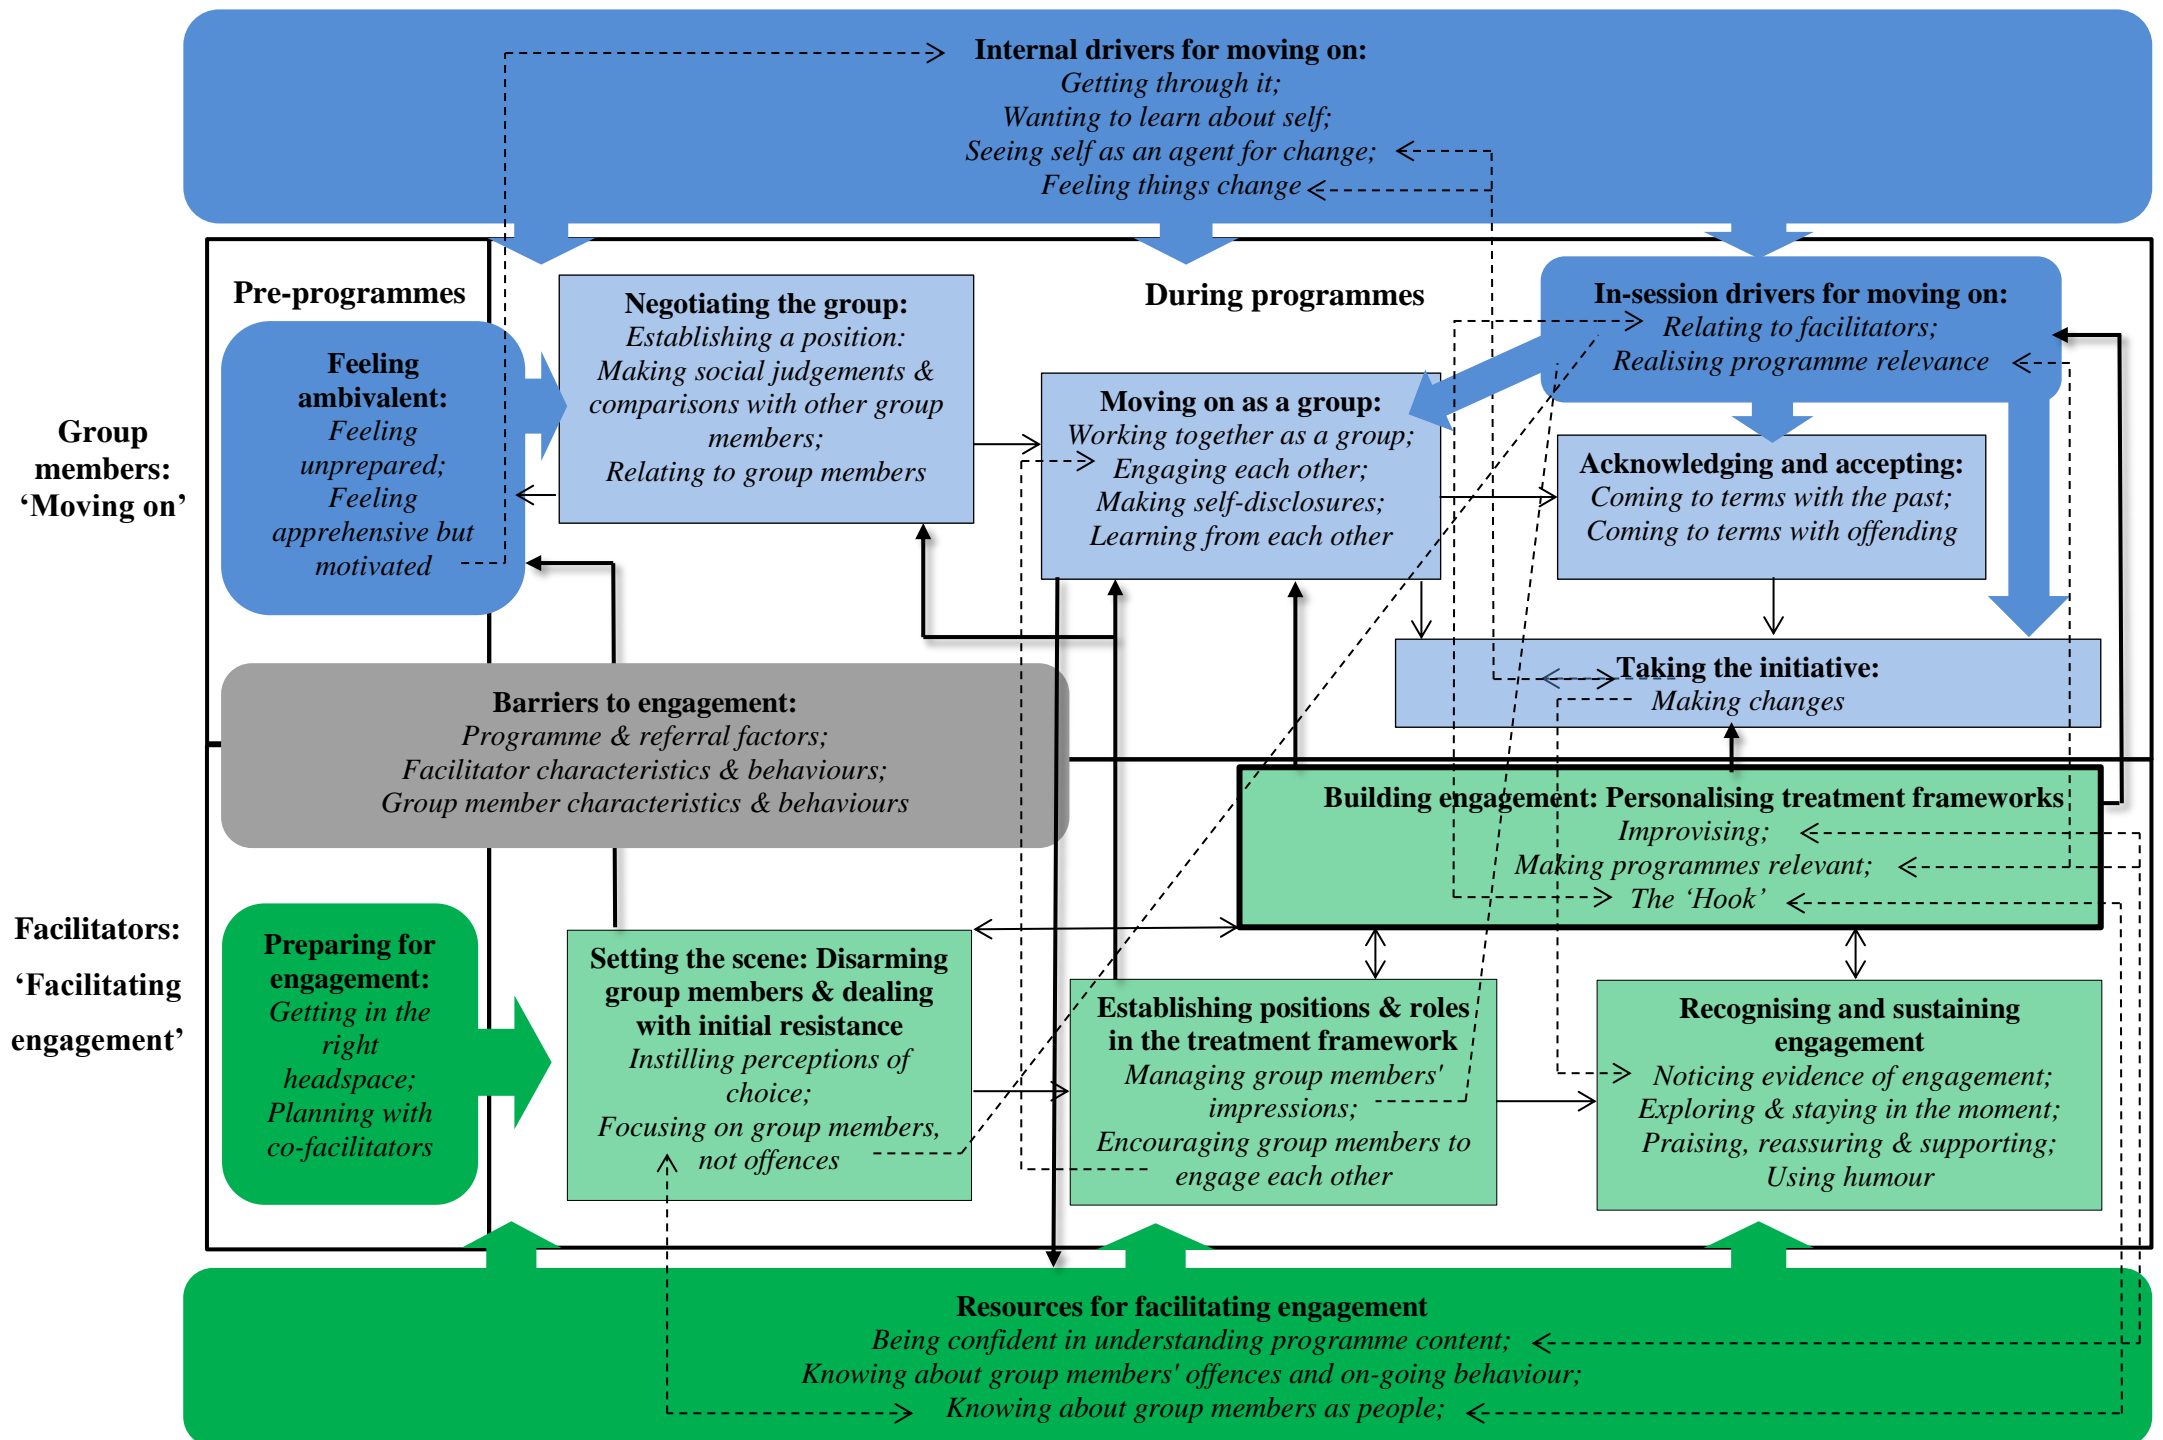 Internal drivers for moving on:
Getting through it;
Wanting to learn about self;
Seeing self as an agent for change;
Feeling things change
Pre-programmes
During programmes
Group
members:
‘Moving on’
Feeling
ambivalent:
Feeling
unprepared;
Feeling
apprehensive but
motivated
Negotiating the group:
Establishing a position:
Making social judgements &
comparisons with other group
members;
Relating to group members
Moving on as a group:
Working together as a group;
Engaging each other;
Making self-disclosures;
Learning from each other
In-session drivers for moving on:
Relating to facilitators;
Realising programme relevance
Acknowledging and accepting:
Coming to terms with the past;
Coming to terms with offending
Taking the initiative:
Making changes
Barriers to engagement:
Programme & referral factors;
Facilitator characteristics & behaviours;
Group member characteristics & behaviours
Building engagement: Personalising treatment frameworks
Improvising;
Making programmes relevant;
The ‘Hook’
Facilitators:
‘Facilitating
engagement’
Preparing for
engagement:
Getting in the
right
headspace;
Planning with
co-facilitators
Setting the scene: Disarming
group members & dealing
with initial resistance
Instilling perceptions of
choice;
Focusing on group members,
not offences
Establishing positions & roles
in the treatment framework
Managing group members'
impressions;
Encouraging group members to
engage each other
Recognising and sustaining
engagement
Noticing evidence of engagement;
Exploring & staying in the moment;
Praising, reassuring & supporting;
Using humour
Resources for facilitating engagement
Being confident in understanding programme content;
Knowing about group members' offences and on-going behaviour;
Knowing about group members as people;